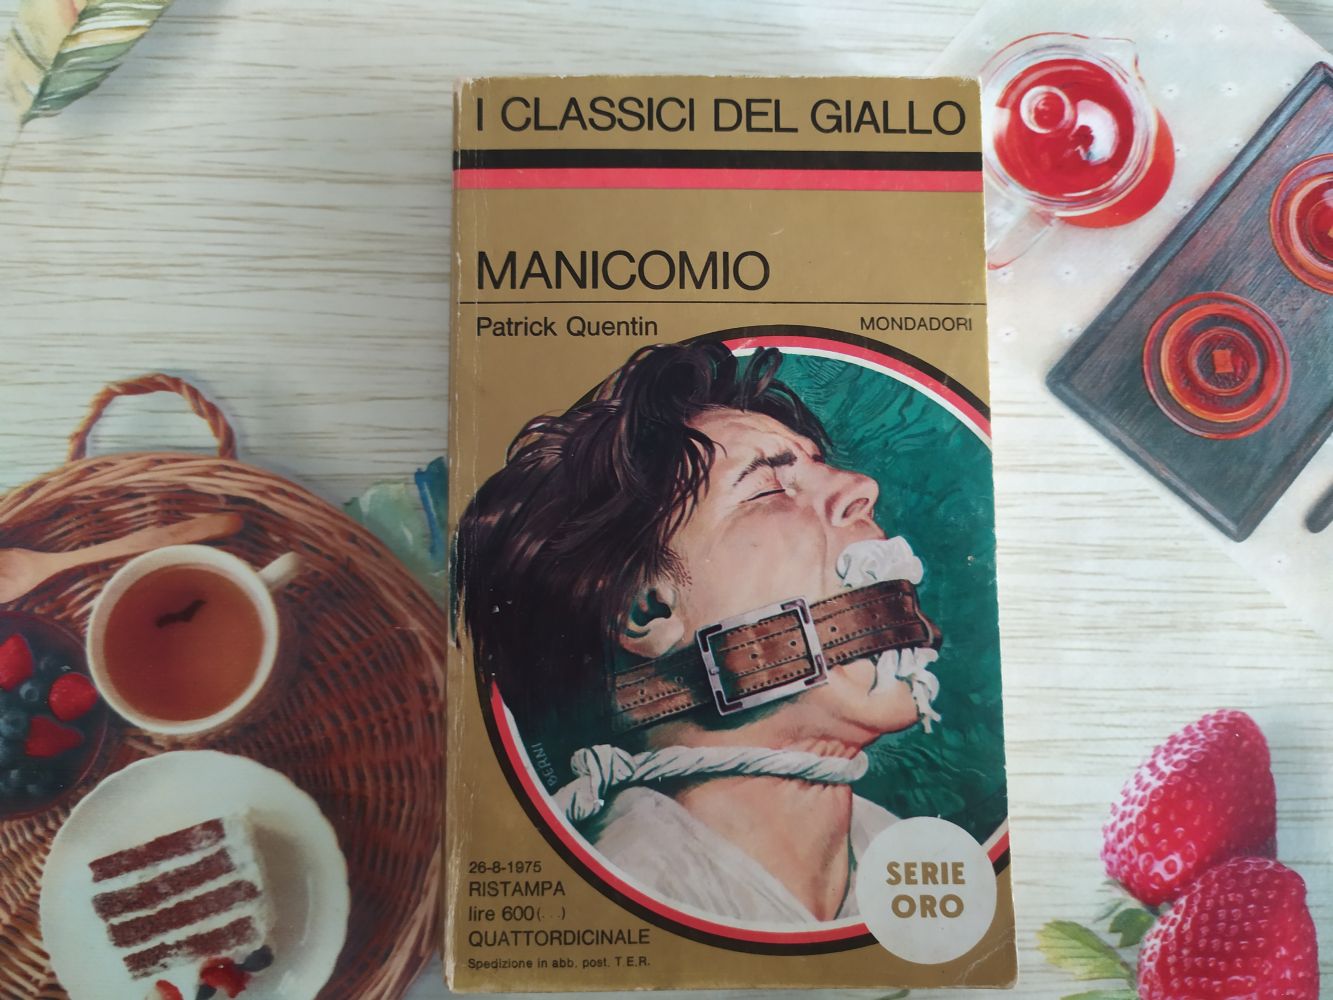 I CLASSICI DEL GIALLO
MANICOMIO
Patrick Quentin
MONDADORI
BERNI
26-8-1975
RISTAMPA
lire 600 (...)
QUATTORDICINALE
Spedizione in abb. post. T.E.R.
SERIE
ORO